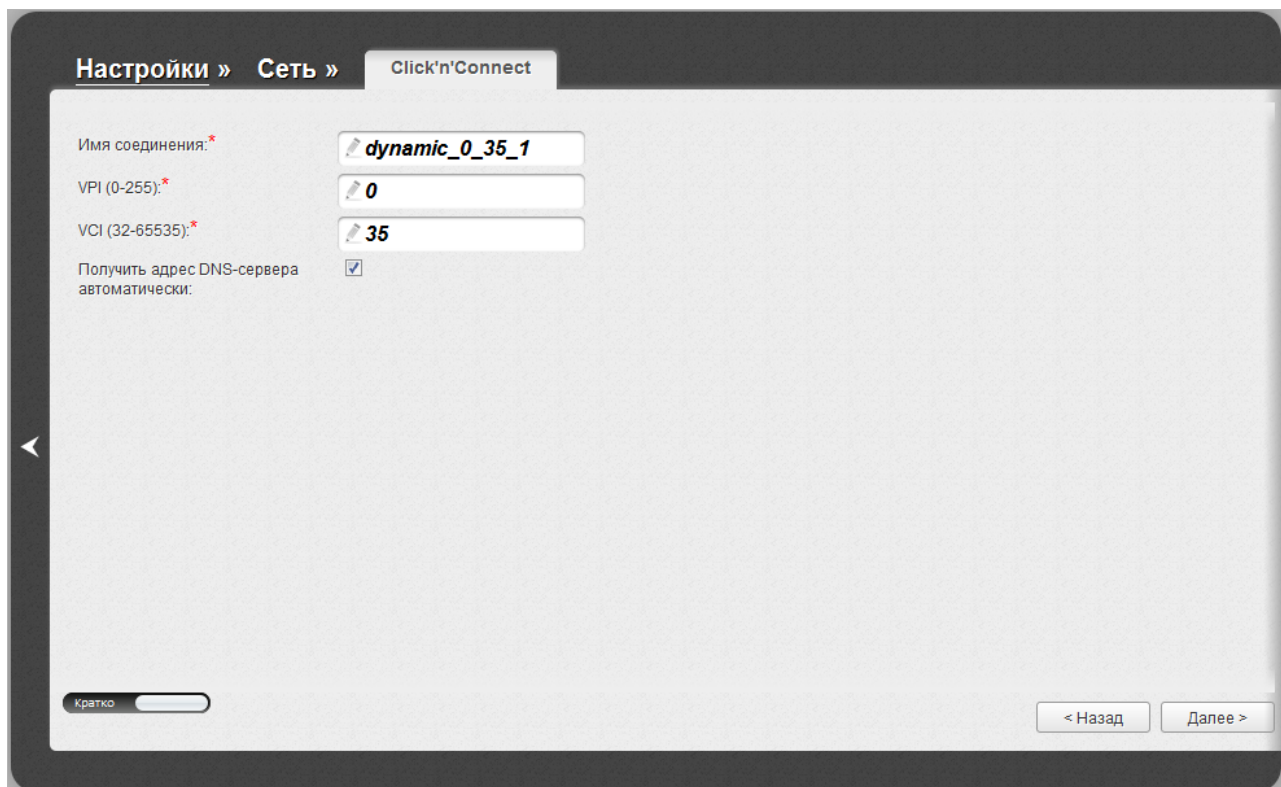 Настройки » Сеть » Click'n'Connect
Имя соединения:* dynamic_0_35_1
VPI (0-255):* 0
VCI (32-65535):* 35
Получить адрес DNS-сервера
автоматически:
Кратко
< Назад Далее >